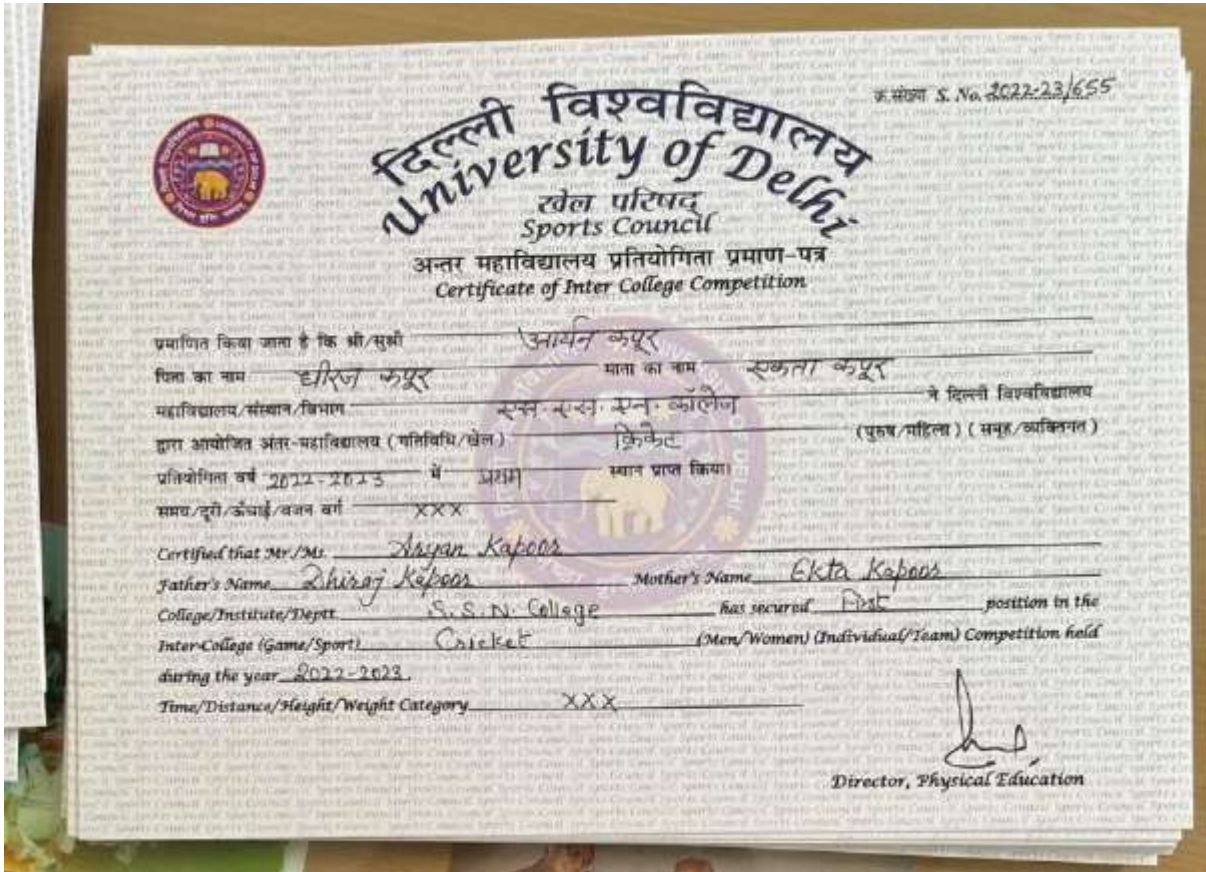 क्र.संख्या S. No. 2022-23/655
दिल्ली विश्वविद्यालय
University of Delhi
खेल परिषद्
Sports Council
अन्तर महाविद्यालय प्रतियोगिता प्रमाण-पत्र
Certificate of Inter College Competition
प्रमाणित किया जाता है कि श्री/सुश्री आर्यन कपूर
पिता का नाम धीरज कपूर माता का नाम एकता कपूर
महाविद्यालय/संस्थान/विभाग एस.एस.एन.कॉलेज ने दिल्ली विश्वविद्यालय
द्वारा आयोजित अंतर-महाविद्यालय (गतिविधि/खेल) क्रिकेट (पुरुष/महिला) (समूह/व्यक्तिगत)
प्रतियोगिता वर्ष 2022-2023 में प्रथम स्थान प्राप्त किया।
समय/दूरी/ऊँचाई/वजन वर्ग XXX
Certified that Mr./Ms. Aryan Kapoor
Father's Name Dhiraj Kapoor Mother's Name Ekta Kapoor
College/Institute/Deptt. S.S.N. College has secured First position in the
Inter-College (Game/Sport) Cricket (Men/Women) (Individual/Team) Competition held
during the year 2022-2023.
Time/Distance/Height/Weight Category XXX
Director, Physical Education